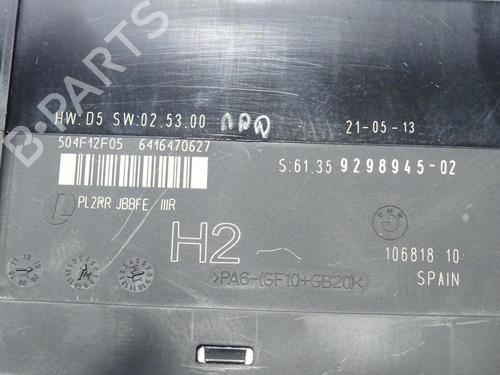 B-PARTS
HW:D5 SW:02.53.00
21-05-13
504F12F05 6416470627
S:61.35 9298945-02
PL2RR JBBFE IIIR
H2
BMW
106818 10
>PA6-(GF10+GB20)<
SPAIN